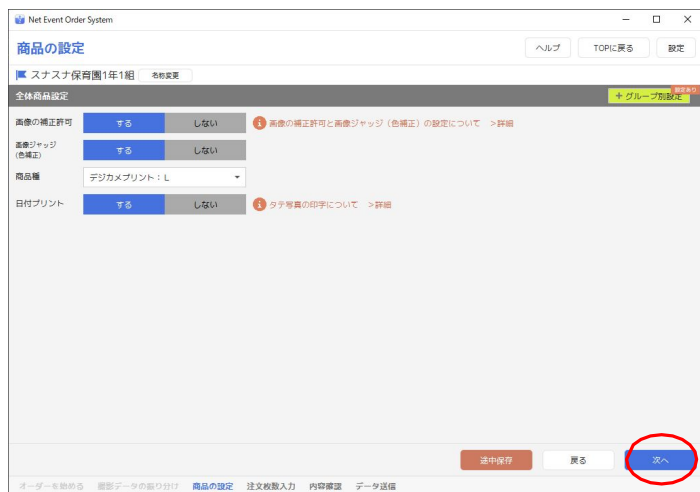 Net Event Order System
商品の設定
ヘルプ TOPに戻る 設定
スナスナ保育園1年1組 名称変更
設定あり
全体商品設定 + グループ別設定
画像の補正許可 する しない 画像の補正許可と画像ジャッジ（色補正）の設定について >詳細
画像ジャッジ
(色補正) する しない
商品種 デジカメプリント：L
日付プリント する しない タテ写真の印字について >詳細
途中保存 戻る 次へ
オーダーを始める 撮影データの振り分け 商品の設定 注文枚数入力 内容確認 データ送信